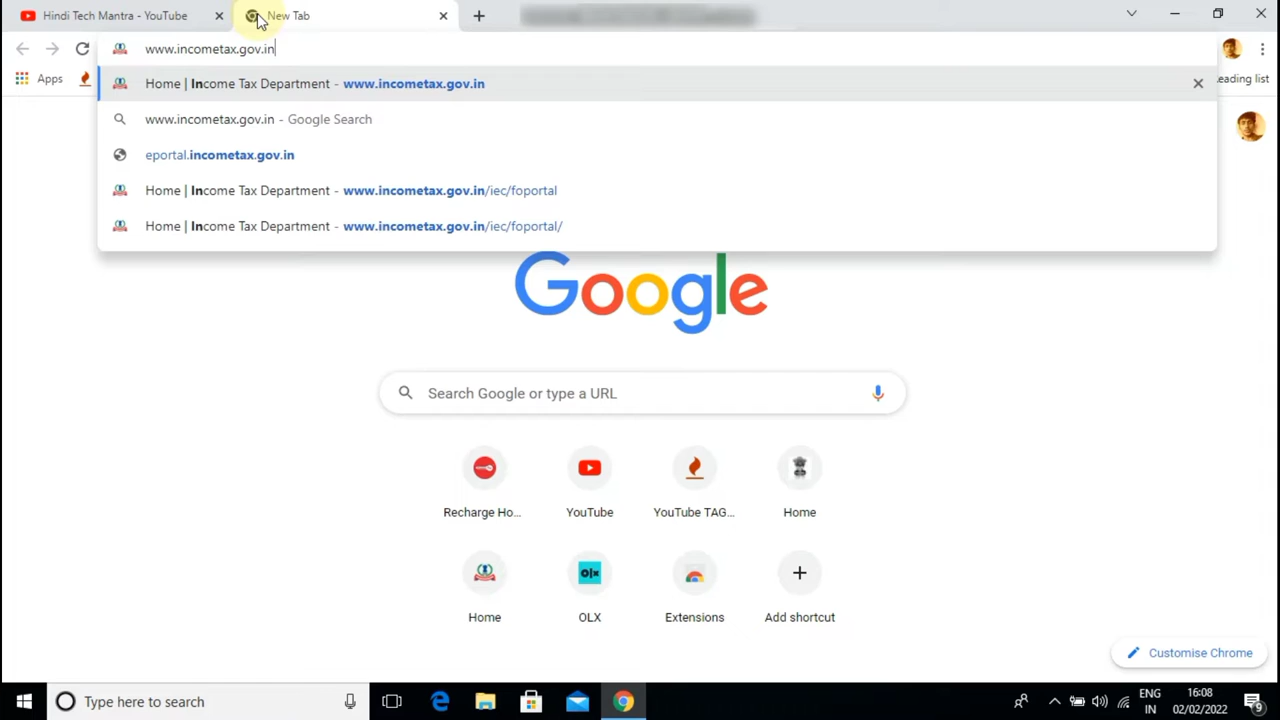 Hindi Tech Mantra - YouTube
New Tab
www.incometax.gov.in
Home | Income Tax Department - www.incometax.gov.in
www.incometax.gov.in - Google Search
eportal.incometax.gov.in
Home | Income Tax Department - www.incometax.gov.in/iec/foportal
Home | Income Tax Department - www.incometax.gov.in/iec/foportal/
Apps
eading list
Google
Search Google or type a URL
Recharge Ho...
YouTube
YouTube TAG...
Home
Home
OLX
Extensions
Add shortcut
Customise Chrome
Type here to search
ENG
IN
16:08
02/02/2022
9